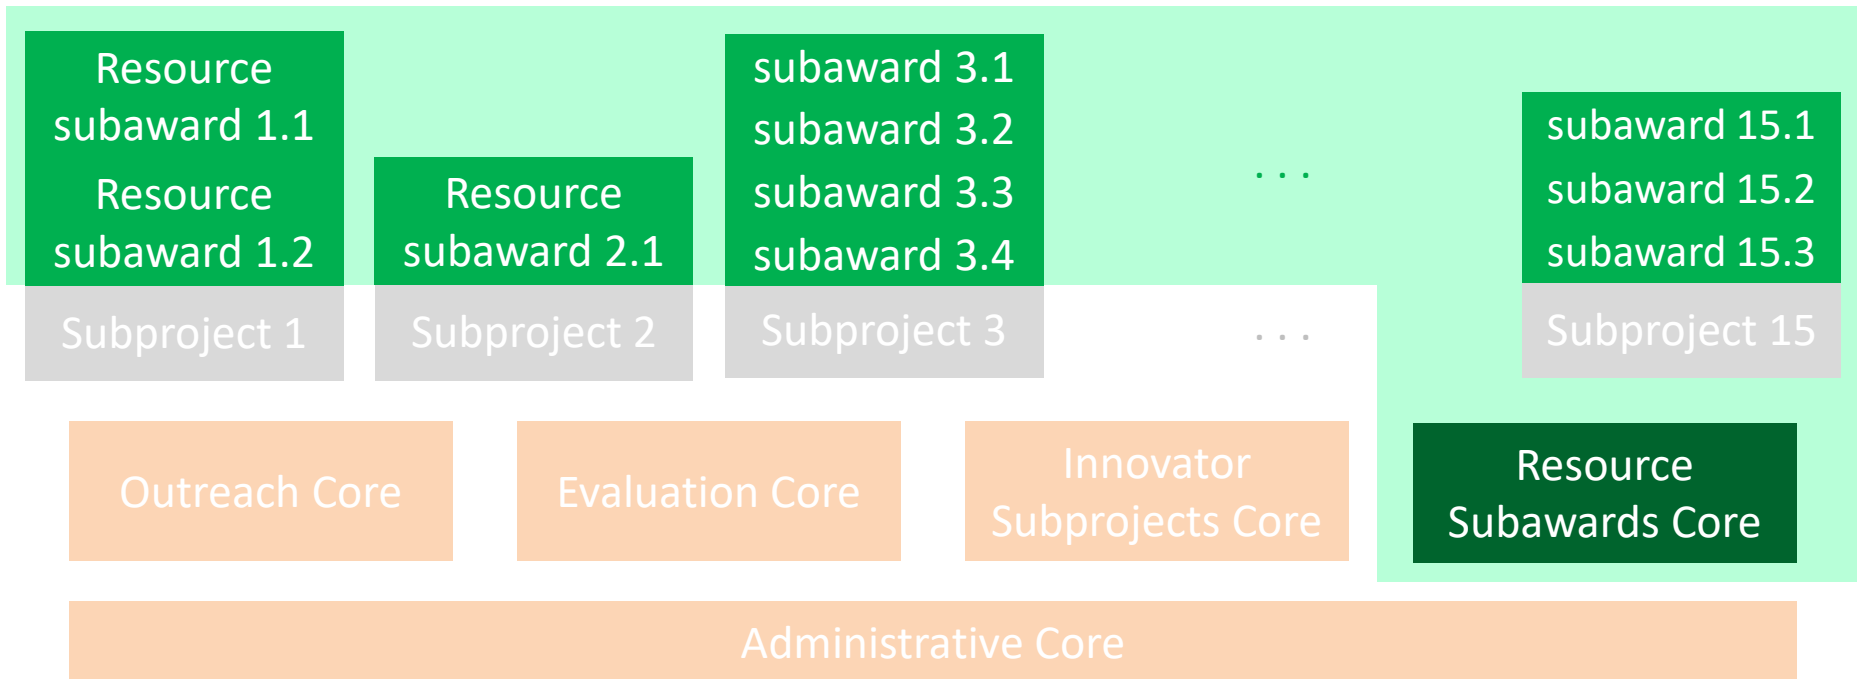 Resource
subaward 1.1
Resource
subaward 1.2
Subproject 1
Resource
subaward 2.1
Subproject 2
subaward 3.1
subaward 3.2
subaward 3.3
subaward 3.4
Subproject 3
. . .
. . .
subaward 15.1
subaward 15.2
subaward 15.3
Subproject 15
Outreach Core
Evaluation Core
Innovator
Subprojects Core
Resource
Subawards Core
Administrative Core